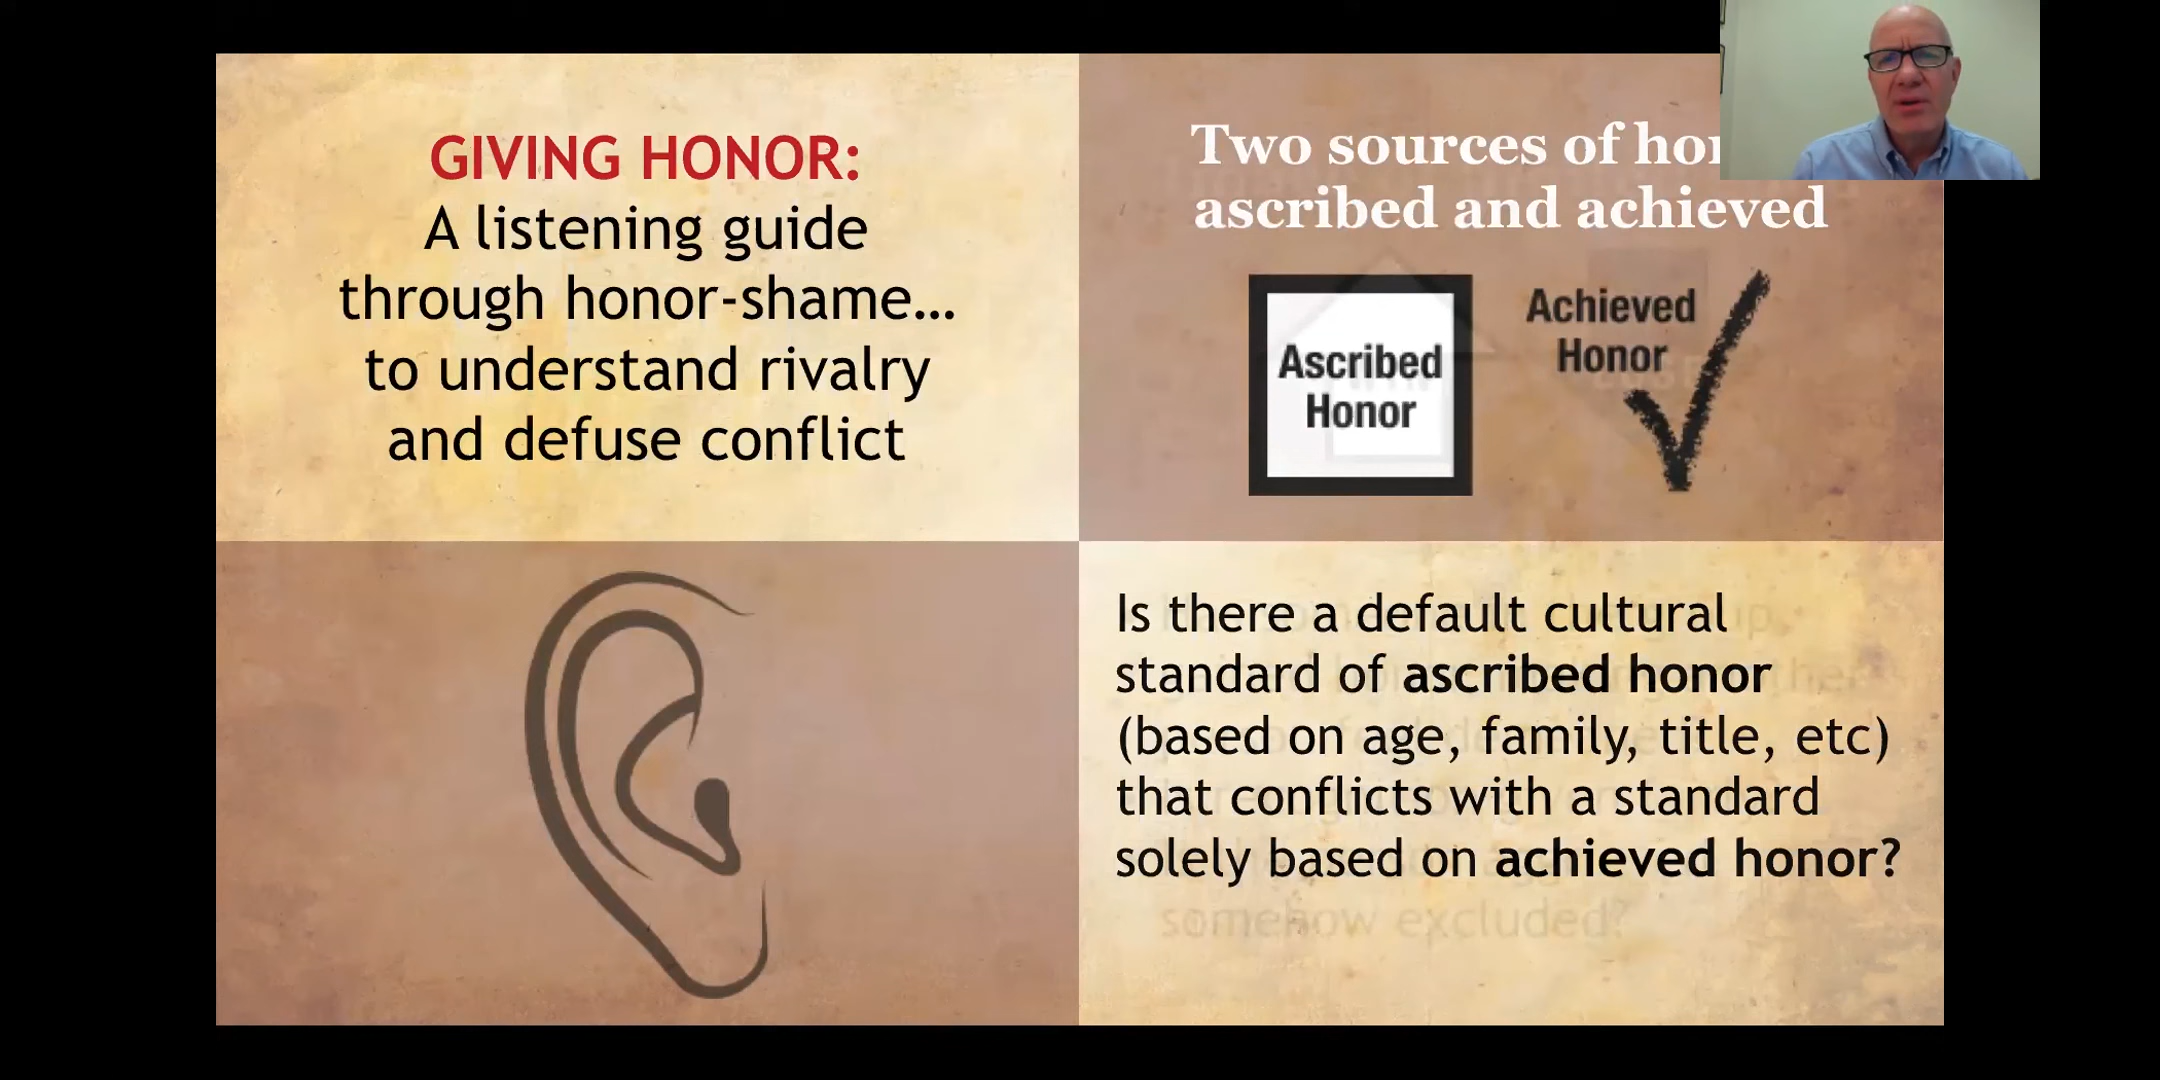 GIVING HONOR:
A listening guide
through honor-shame…
to understand rivalry
and defuse conflict
Two sources of
ascribed and achieved
Ascribed
Honor
Achieved
Honor
Is there a default cultural
standard of ascribed honor
(based on age, family, title, etc)
that conflicts with a standard
solely based on achieved honor?
somehow excluded?